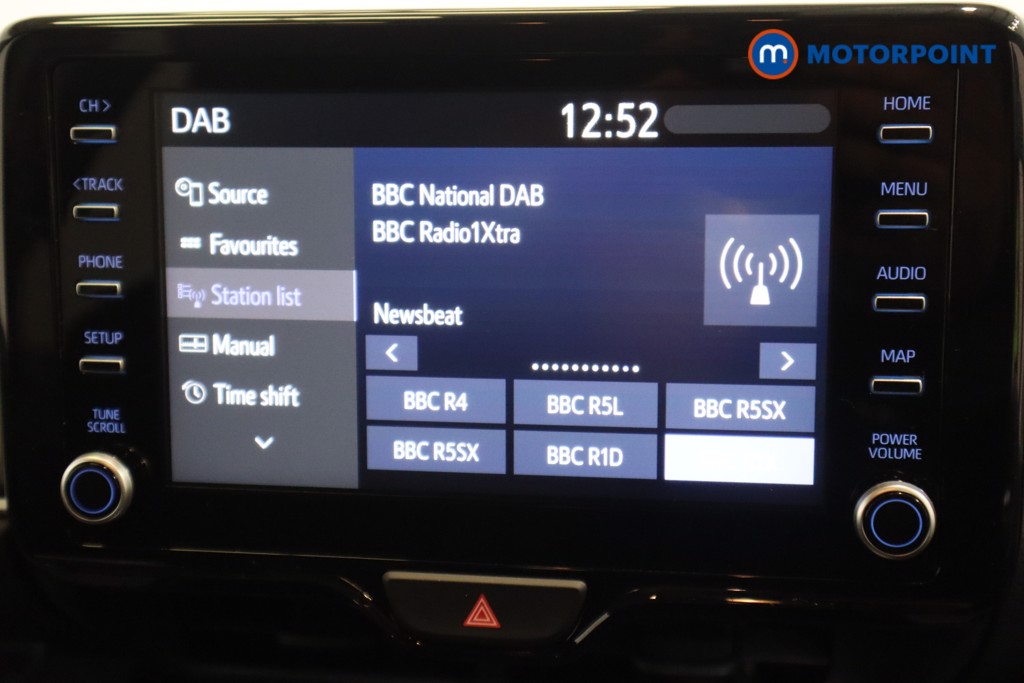 m. MOTORPOINT
CH >
<TRACK
PHONE
SETUP
TUNE
SCROLL
DAB
12:52
Source
Favourites
Station list
Manual
Time shift
BBC National DAB
BBC Radio1Xtra
Newsbeat
<
>
BBC R4
BBC R5L
BBC R5SX
BBC R5SX
BBC R1D
HOME
MENU
AUDIO
MAP
POWER
VOLUME